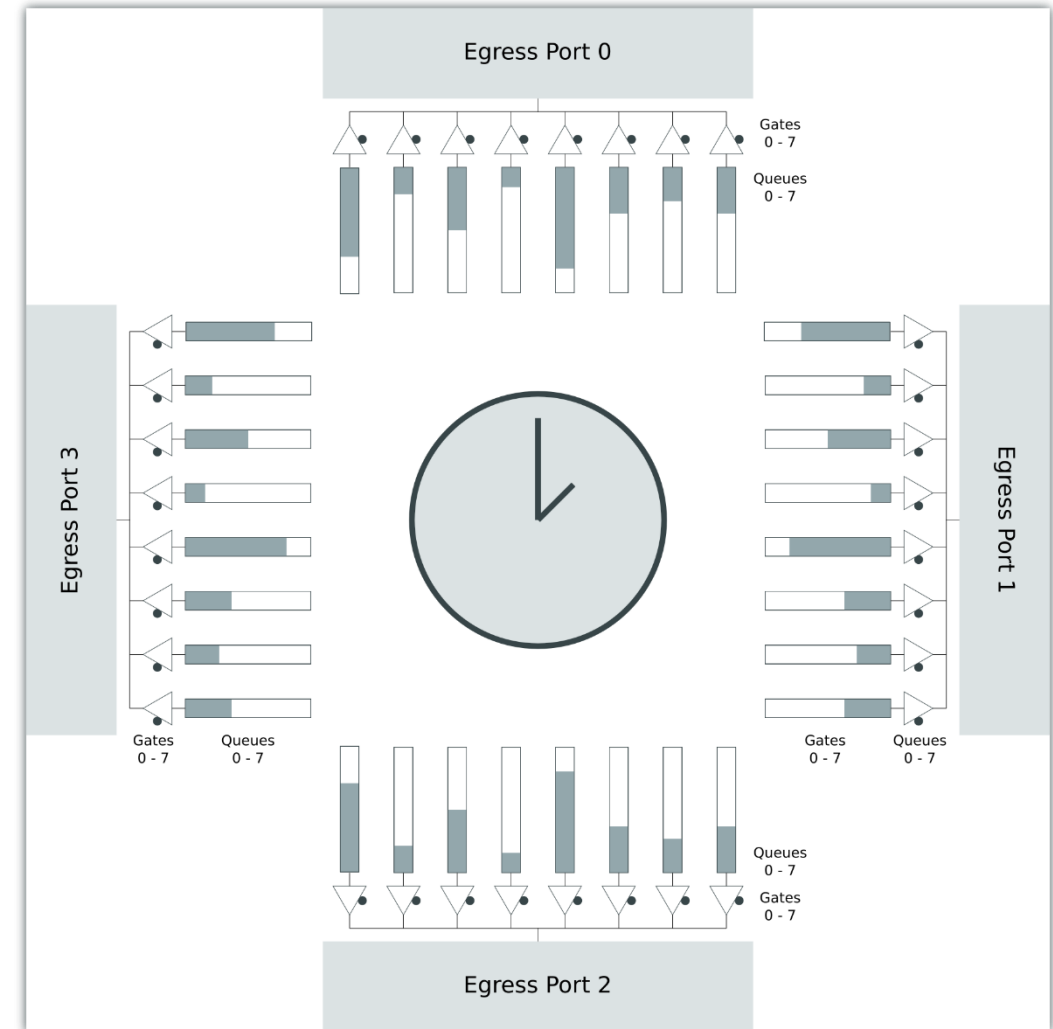 Egress Port 0
Gates
0 - 7
Queues
0 - 7
Egress Port 3
Egress Port 1
Gates
0 - 7
Queues
0 - 7
Gates
0 - 7
Queues
0 - 7
Queues
0 - 7
Gates
0 - 7
Egress Port 2